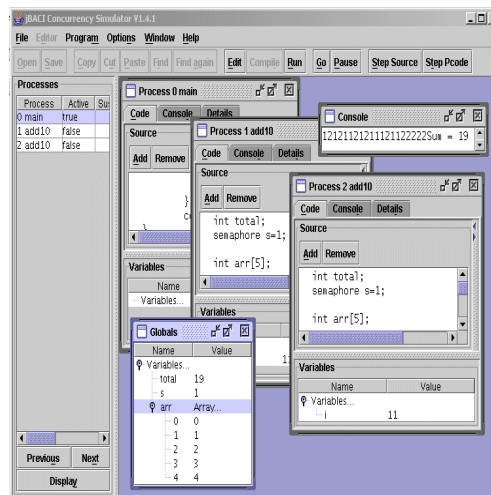 jBACI Concurrency Simulator V1.4.1
File Editor Program Options Window Help
Open Save Copy Cut Paste Find Find again Edit Compile Run Go Pause Step Source Step Pcode
Processes
Process Active Sus
0 main true
1 add10 false
2 add10 false
Previous Next
Display
Process 0 main
Code Console Details
Source
Add Remove
}
}
Variables
Name
Variables...
Process 1 add10
Code Console Details
Source
Add Remove
int total;
semaphore s=1;
int arr[5];
Variables
Console
12121112111211122222Sum = 19
Process 2 add10
Code Console Details
Source
Add Remove
int total;
semaphore s=1;
int arr[5];
Variables
Name Value
Variables...
i 11
Globals
Name Value
Variables...
total 19
s 1
arr Array...
0 0
1 1
2 2
3 3
4 4